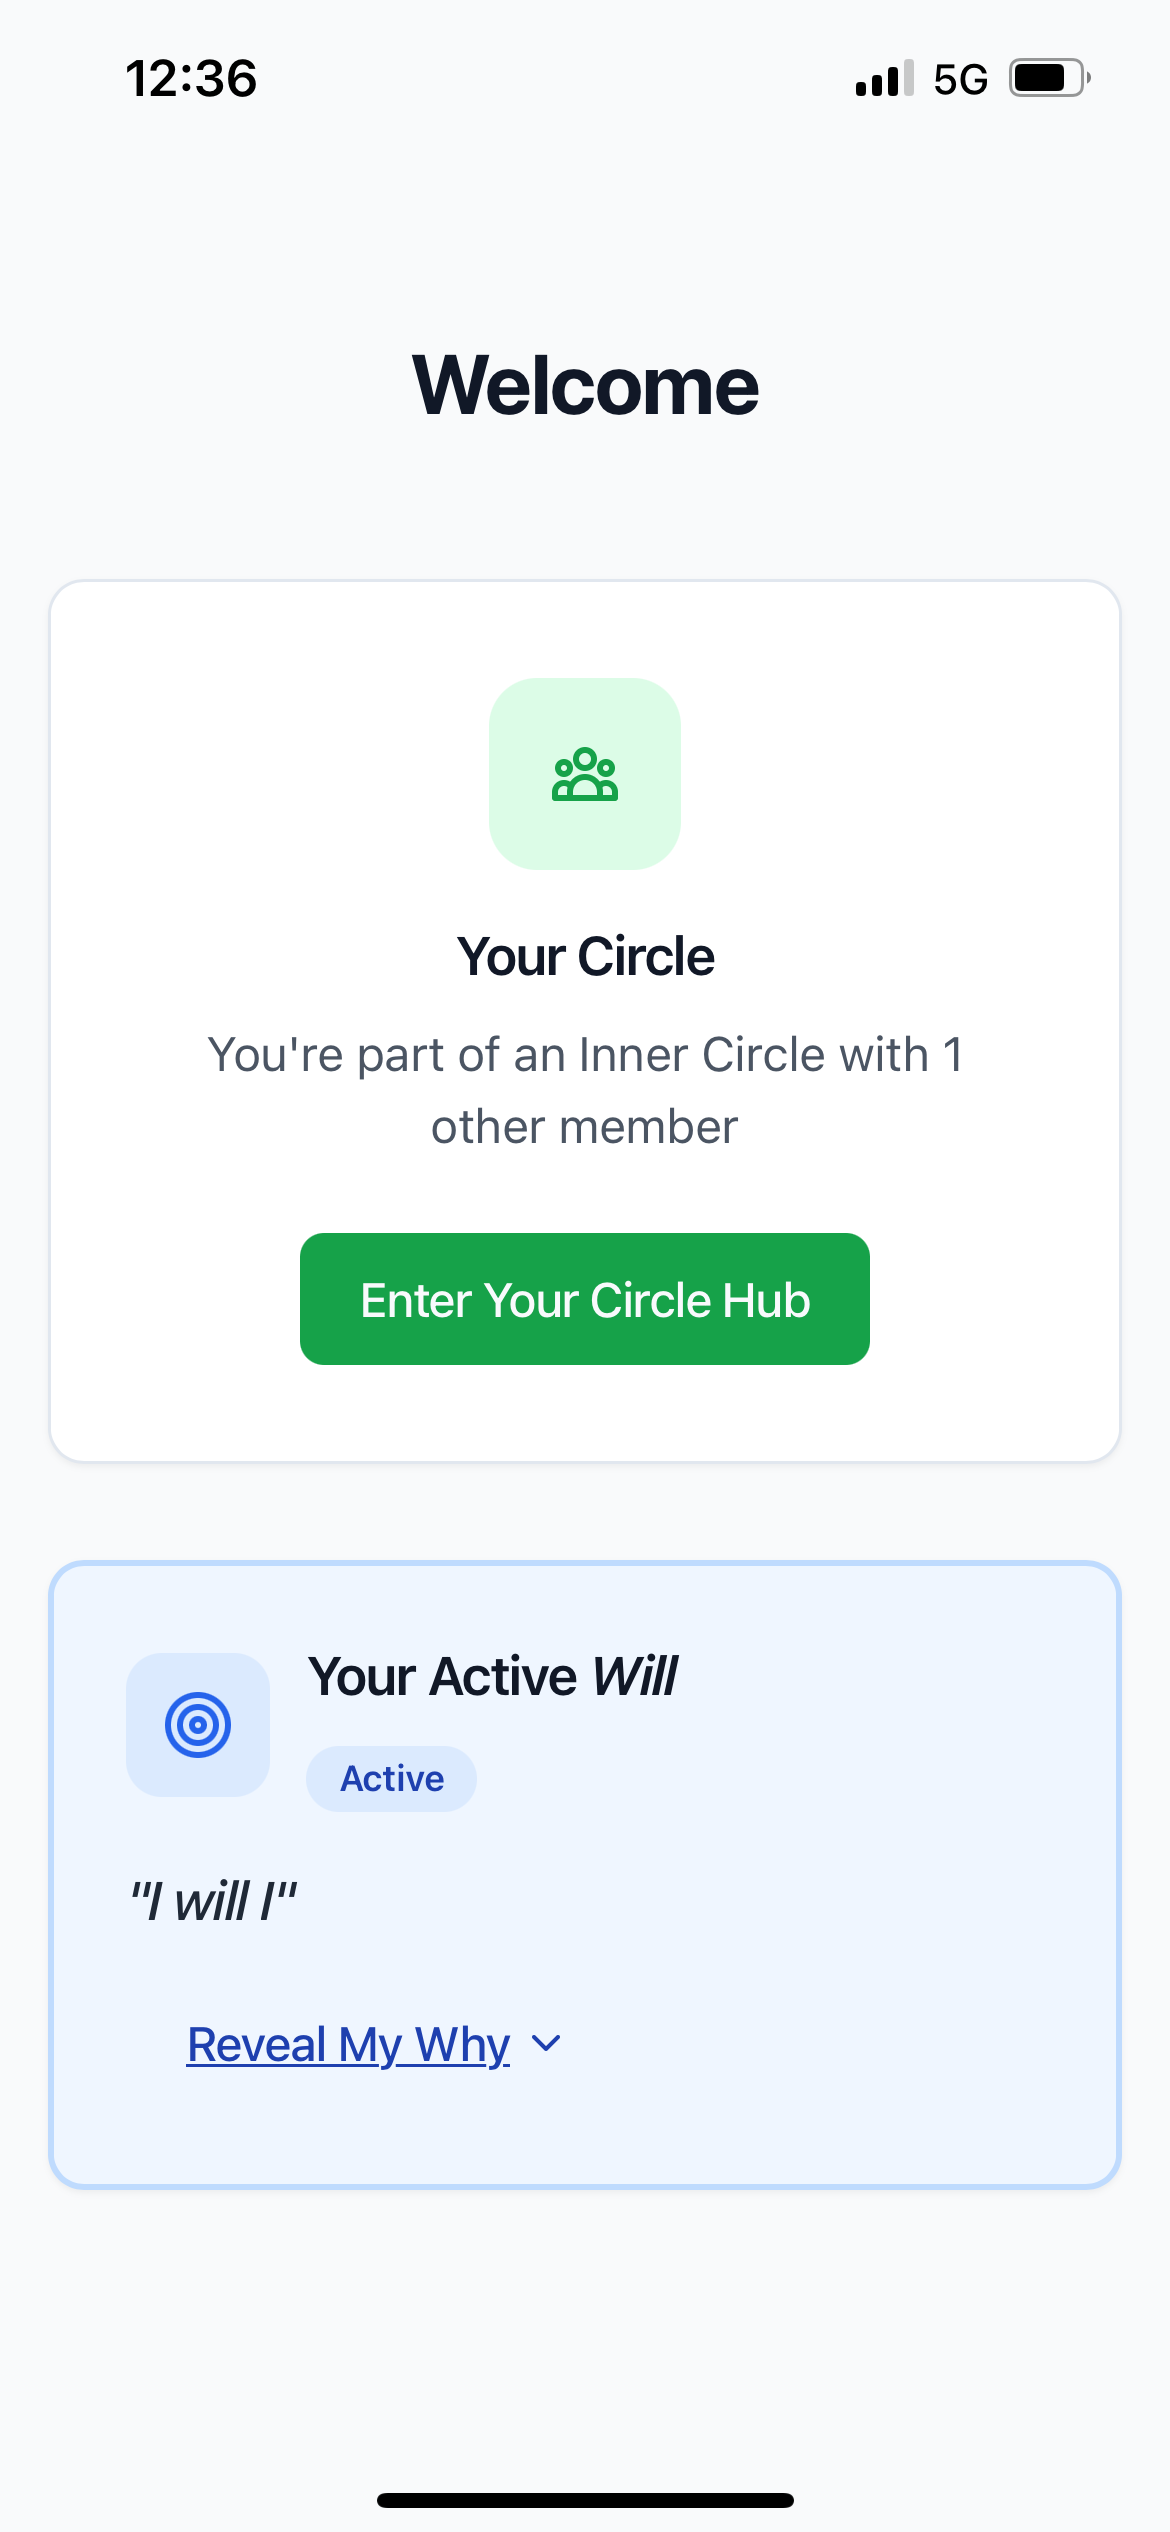 12:36 5G
Welcome
Your Circle
You're part of an Inner Circle with 1
other member
Enter Your Circle Hub
Your Active Will
Active
"I will I"
Reveal My Why